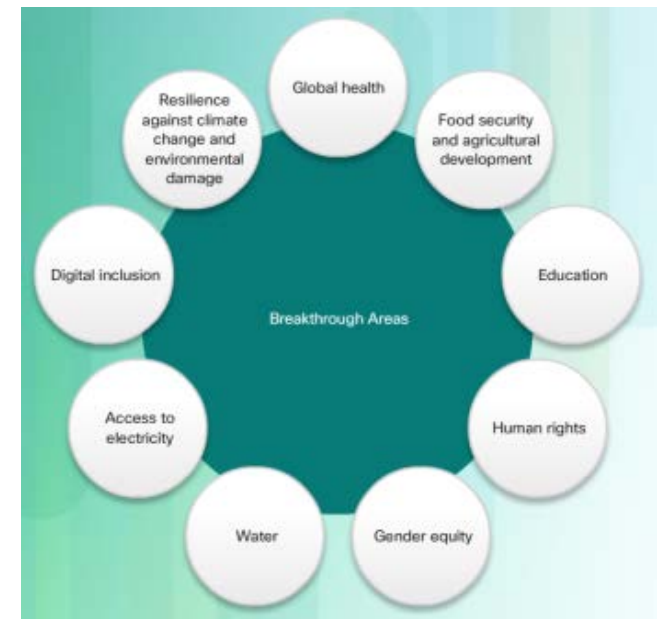 Global health
Resilience
against climate
change and
environmental
damage
Food security
and agricultural
development
Digital inclusion
Education
Breakthrough Areas
Access to
electricity
Human rights
Water
Gender equity